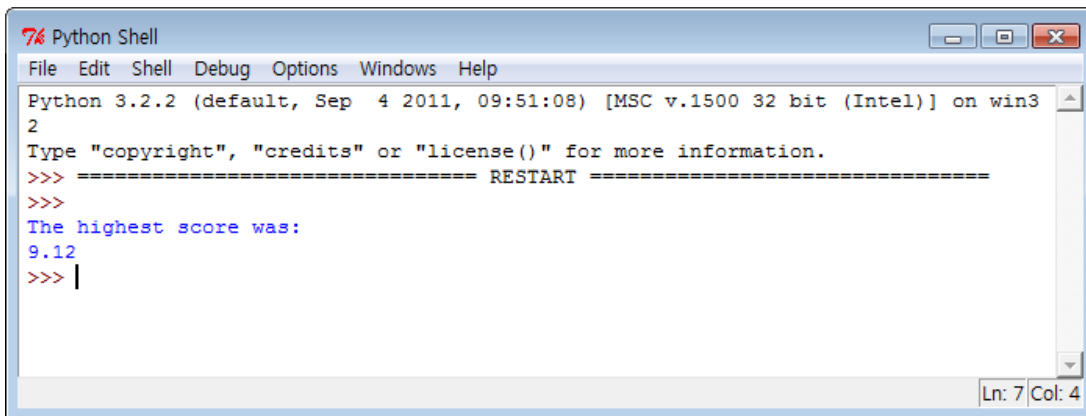 Python Shell
File Edit Shell Debug Options Windows Help
Python 3.2.2 (default, Sep  4 2011, 09:51:08) [MSC v.1500 32 bit (Intel)] on win3
2
Type "copyright", "credits" or "license()" for more information.
>>> ================================ RESTART ================================
>>>
The highest score was:
9.12
>>>
Ln: 7 Col: 4